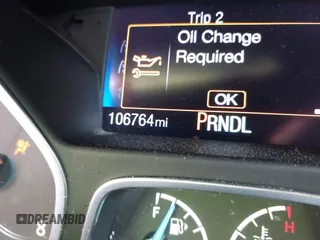 Trip 2
Oil Change
Required
OK
106764mi
PRNDL
F
H
DREAMBID